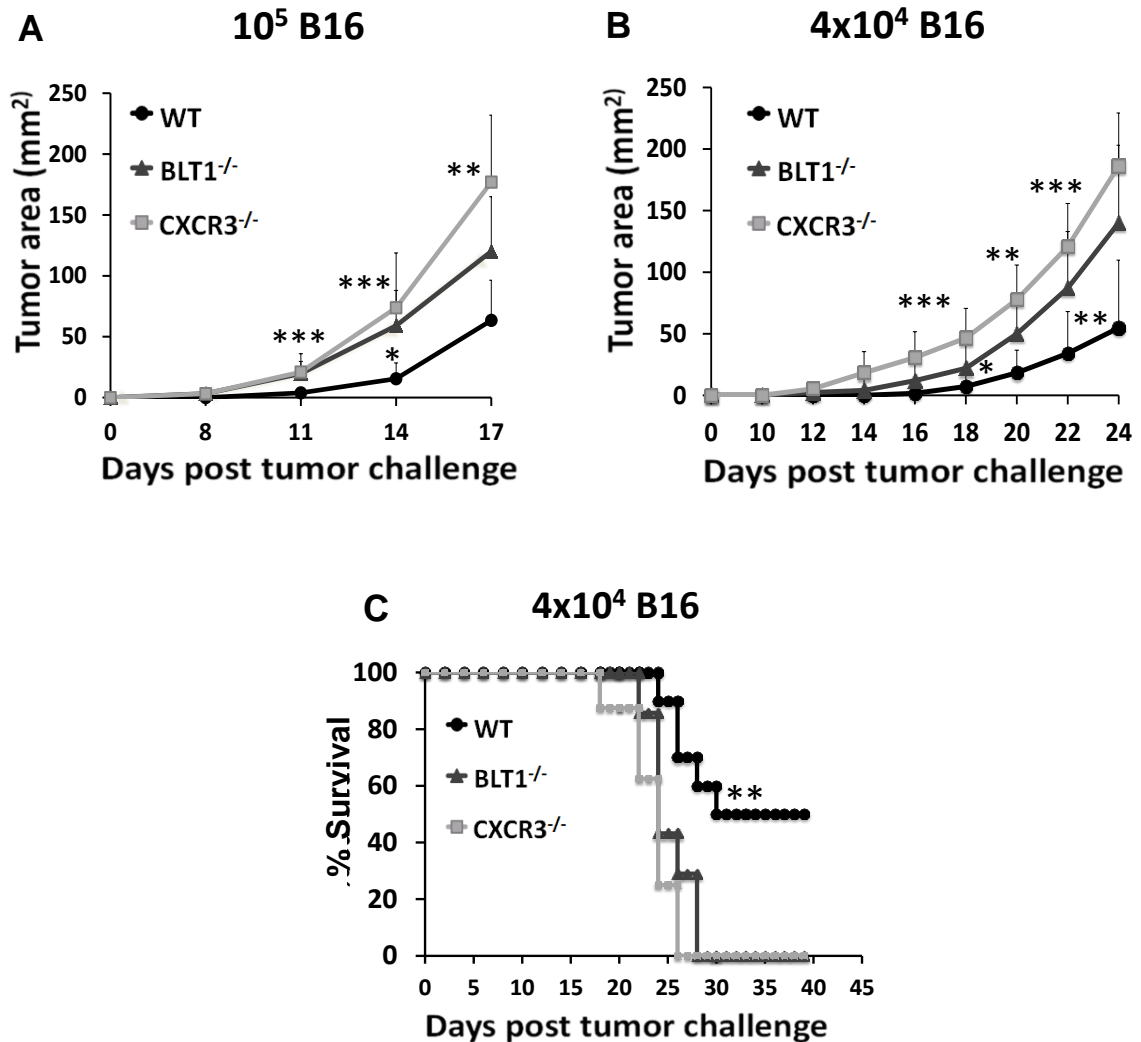 A
10⁵ B16
Tumor area (mm²)
250
200
150
100
50
0
WT
BLT1⁻/⁻
CXCR3⁻/⁻
***
***
*
**
0 8 11 14 17
Days post tumor challenge
B
4x10⁴ B16
Tumor area (mm²)
250
200
150
100
50
0
WT
BLT1⁻/⁻
CXCR3⁻/⁻
***
*
**
***
**
0 10 12 14 16 18 20 22 24
Days post tumor challenge
C
4x10⁴ B16
% Survival
100
80
60
40
20
0
WT
BLT1⁻/⁻
CXCR3⁻/⁻
**
0 5 10 15 20 25 30 35 40 45
Days post tumor challenge